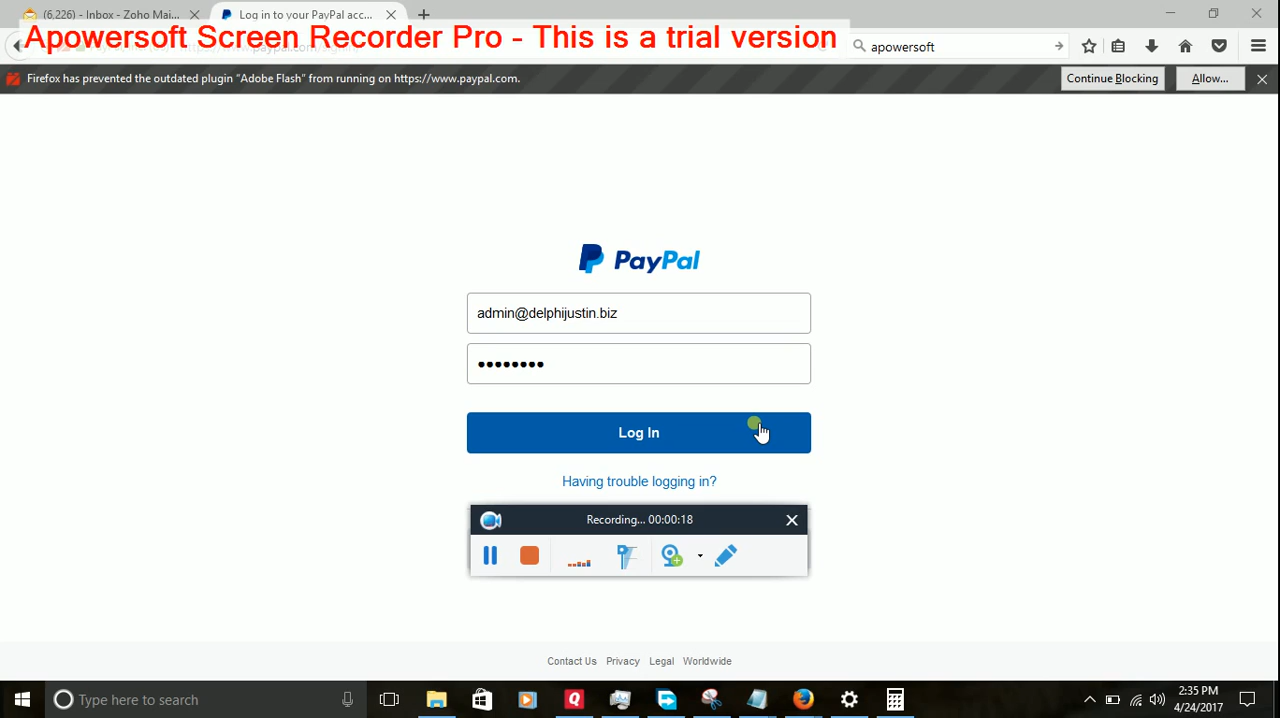 (6,226) - Inbox - Zoho Mai...
Log in to your PayPal acc...
Apowersoft Screen Recorder Pro - This is a trial version
apowersoft
Firefox has prevented the outdated plugin "Adobe Flash" from running on https://www.paypal.com.
Continue Blocking
Allow...
PayPal
admin@delphijustin.biz
Log In
Having trouble logging in?
Recording... 00:00:18
Contact Us Privacy Legal Worldwide
Type here to search
2:35 PM
4/24/2017